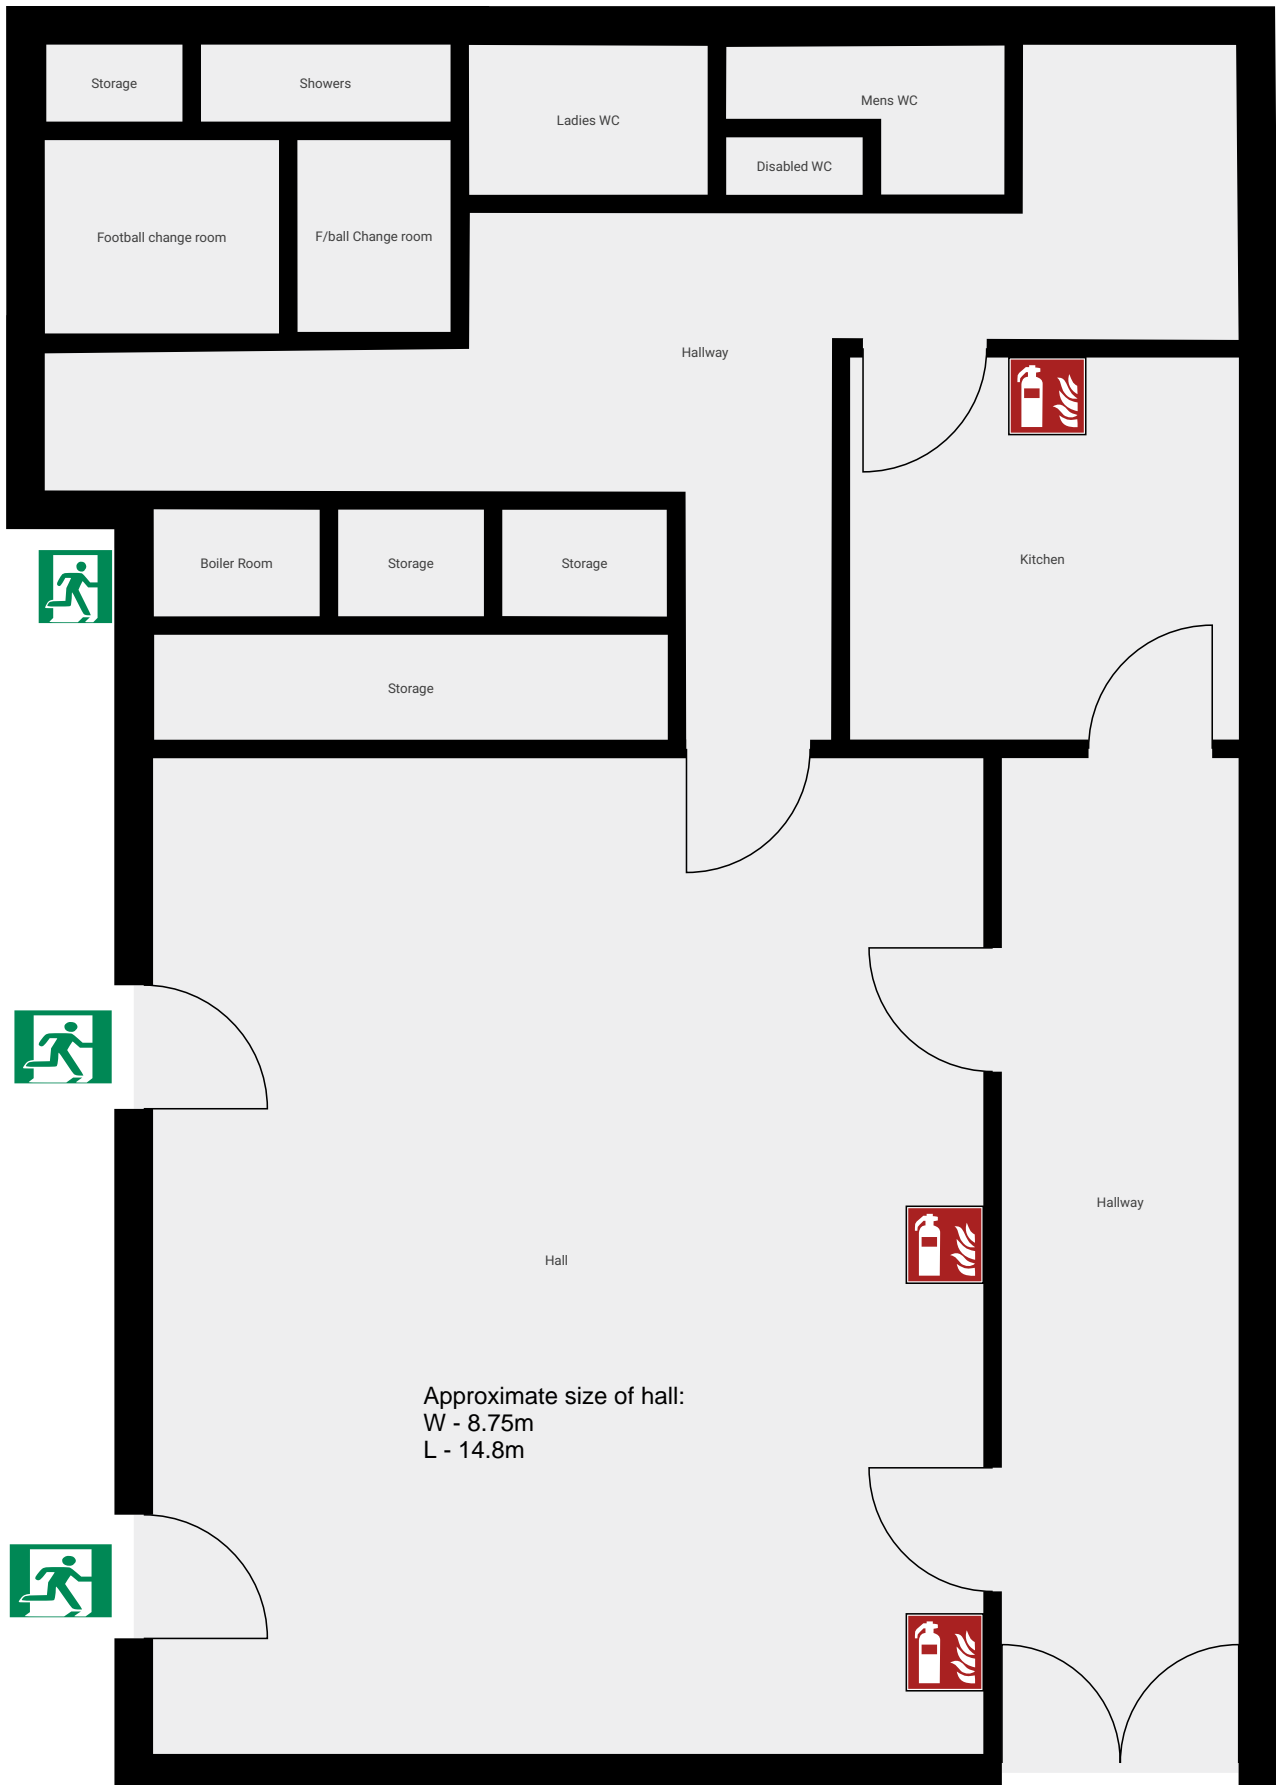 Storage
Showers
Ladies WC
Mens WC
Disabled WC
Football change room
F/ball Change room
Hallway
Kitchen
Boiler Room
Storage
Storage
Storage
Hallway
Hall
Approximate size of hall:
W - 8.75m
L - 14.8m